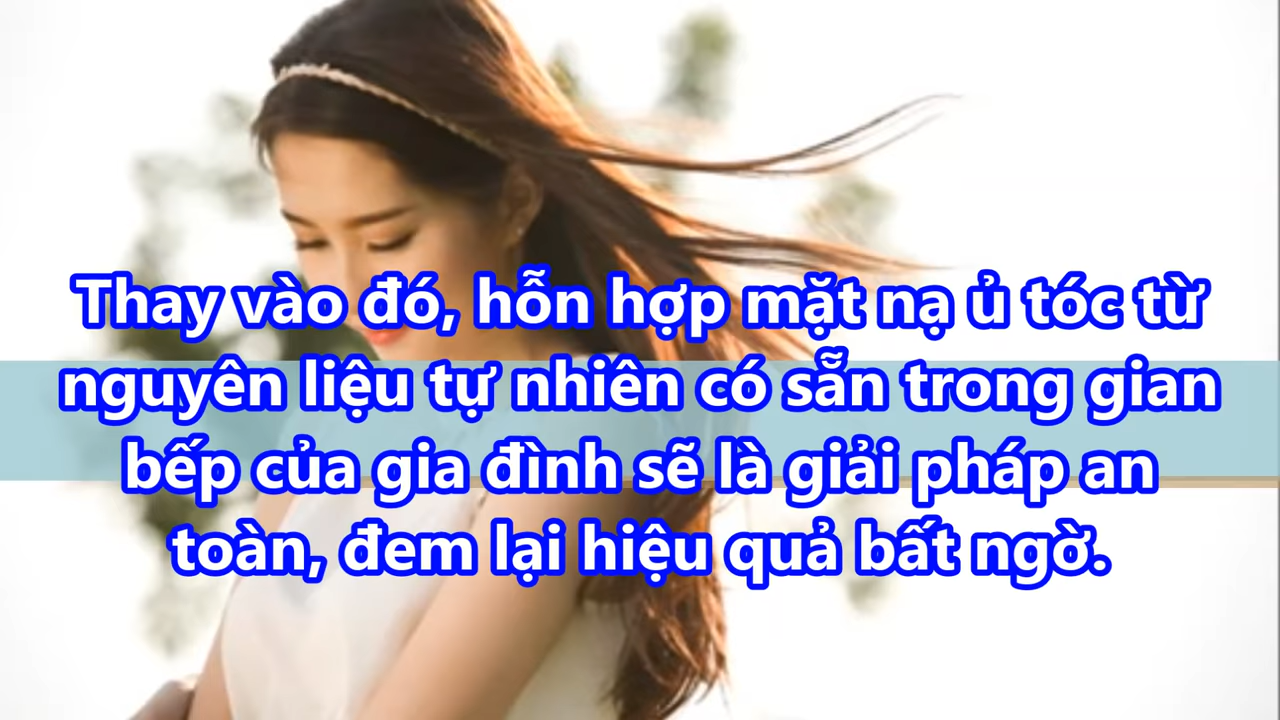 Thay vào đó, hỗn hợp mặt nạ ủ tóc từ
nguyên liệu tự nhiên có sẵn trong gian
bếp của gia đình sẽ là giải pháp an
toàn, đem lại hiệu quả bất ngờ.